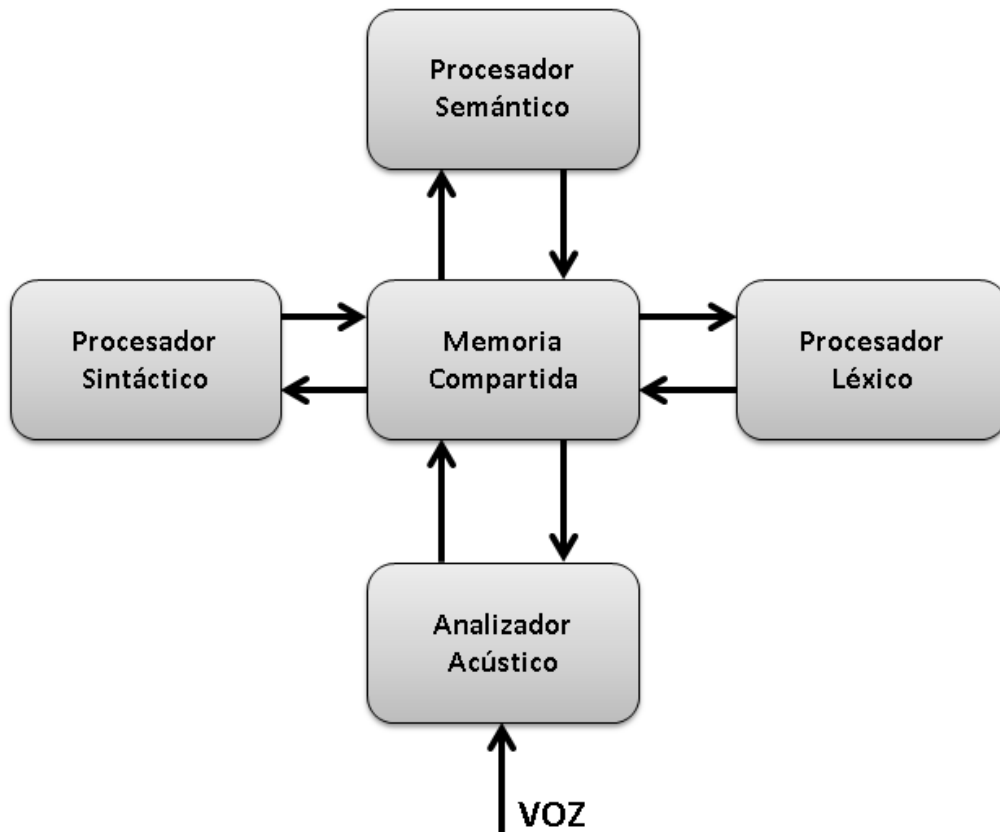 Procesador
Semántico
Procesador
Sintáctico
Memoria
Compartida
Procesador
Léxico
Analizador
Acústico
VOZ